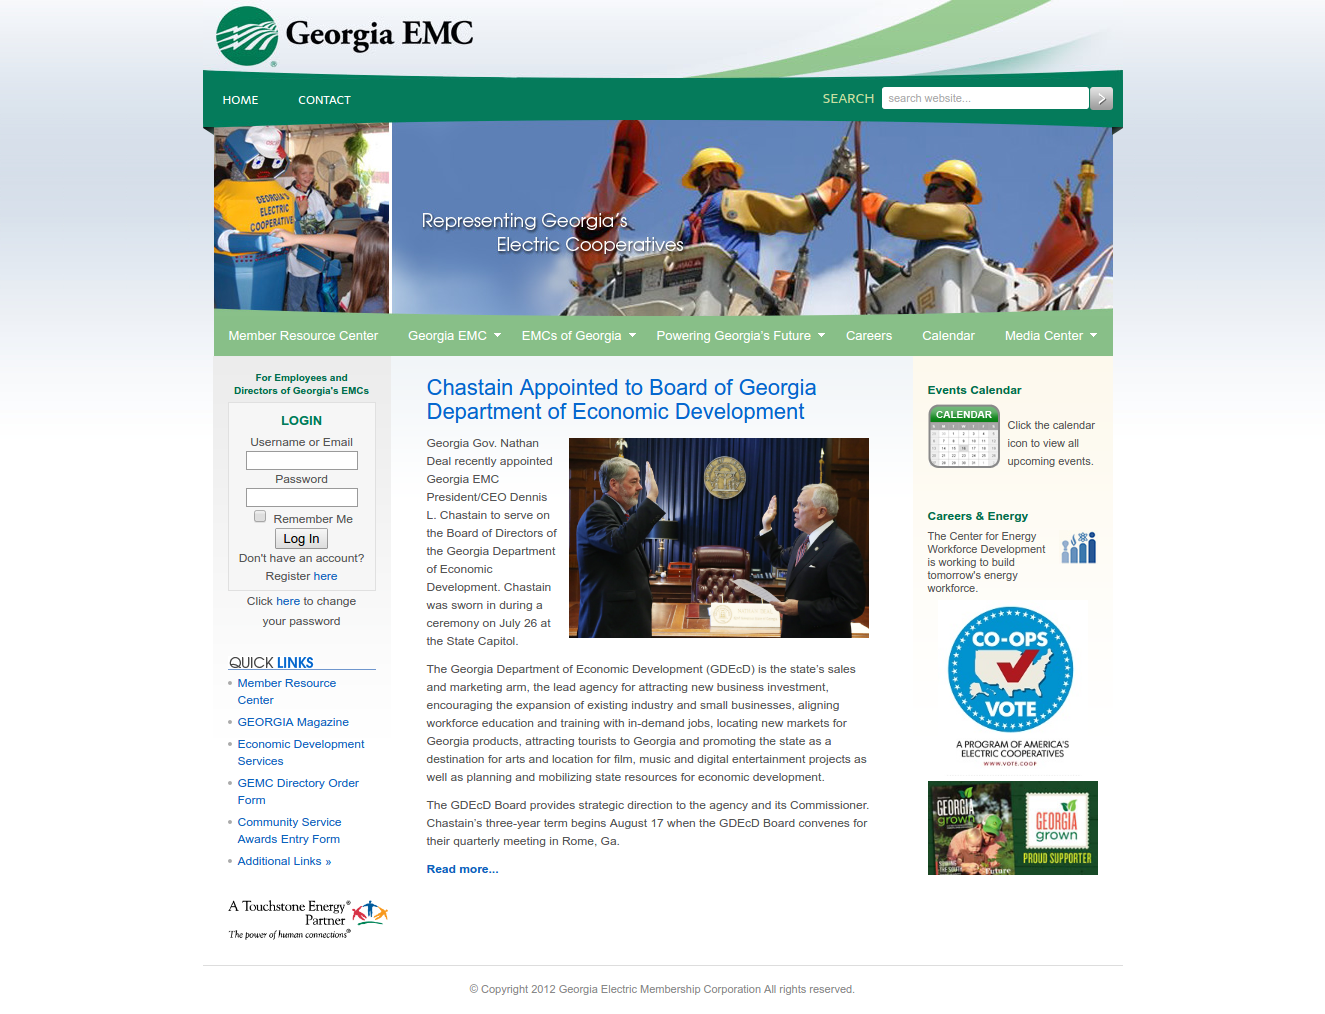 Georgia EMC
HOME
CONTACT
SEARCH
search website...
GEORGIA'S
ELECTRIC
COOPERATIVE
Representing Georgia's
Electric Cooperatives
Member Resource Center
Georgia EMC
EMCs of Georgia
Powering Georgia's Future
Careers
Calendar
Media Center
For Employees and
Directors of Georgia's EMCs
LOGIN
Username or Email
Password
Remember Me
Log In
Don't have an account?
Register here
Click here to change
your password
QUICK LINKS
Member Resource
Center
GEORGIA Magazine
Economic Development
Services
GEMC Directory Order
Form
Community Service
Awards Entry Form
Additional Links »
A Touchstone Energy®
Partner
The power of human connections®
Chastain Appointed to Board of Georgia
Department of Economic Development
Georgia Gov. Nathan
Deal recently appointed
Georgia EMC
President/CEO Dennis
L. Chastain to serve on
the Board of Directors of
the Georgia Department
of Economic
Development. Chastain
was sworn in during a
ceremony on July 26 at
the State Capitol.
The Georgia Department of Economic Development (GDEcD) is the state's sales
and marketing arm, the lead agency for attracting new business investment,
encouraging the expansion of existing industry and small businesses, aligning
workforce education and training with in-demand jobs, locating new markets for
Georgia products, attracting tourists to Georgia and promoting the state as a
destination for arts and location for film, music and digital entertainment projects as
well as planning and mobilizing state resources for economic development.
The GDEcD Board provides strategic direction to the agency and its Commissioner.
Chastain's three-year term begins August 17 when the GDEcD Board convenes for
their quarterly meeting in Rome, Ga.
Read more...
Events Calendar
CALENDAR
Click the calendar
icon to view all
upcoming events.
Careers & Energy
The Center for Energy
Workforce Development
is working to build
tomorrow's energy
workforce.
CO-OPS
VOTE
A PROGRAM OF AMERICA'S
ELECTRIC COOPERATIVES
WWW.VOTE.COOP
GEORGIA
grown
Future
GEORGIA
grown
PROUD SUPPORTER
© Copyright 2012 Georgia Electric Membership Corporation All rights reserved.